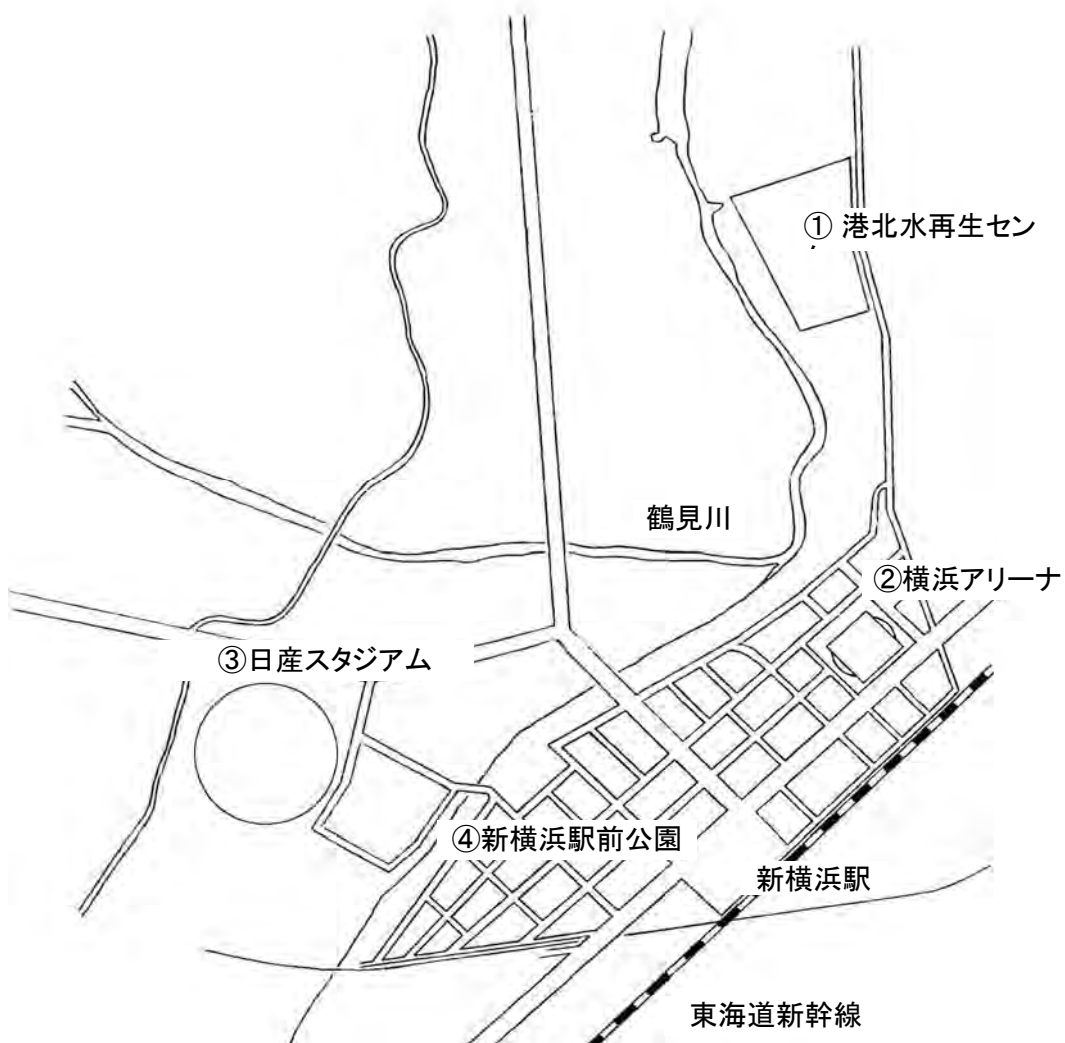 ① 港北水再生セン
鶴見川
②横浜アリーナ
③日産スタジアム
④新横浜駅前公園
新横浜駅
東海道新幹線